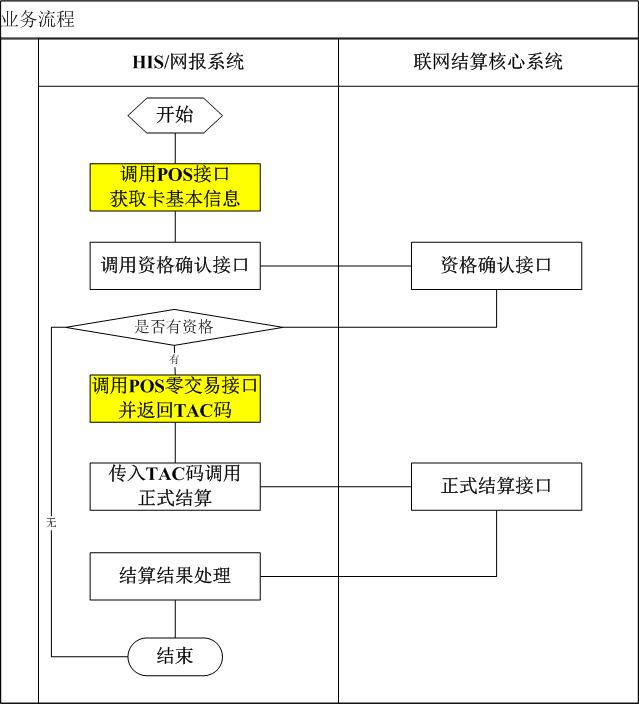 业务流程
HIS/网报系统
联网结算核心系统
开始
调用POS接口
获取卡基本信息
调用资格确认接口
资格确认接口
是否有资格
有
调用POS零交易接口
并返回TAC码
传入TAC码调用
正式结算
正式结算接口
无
结算结果处理
结束